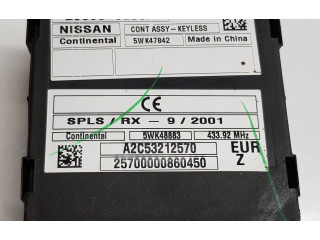 NISSAN CONT ASSY-KEYLESS
Continental 5WK47842 Made in China
CE
SPLS / RX - 9 / 2001
Continental 5WK48863 433.92 MHz
A2C53212570 EUR
25700000860450 Z